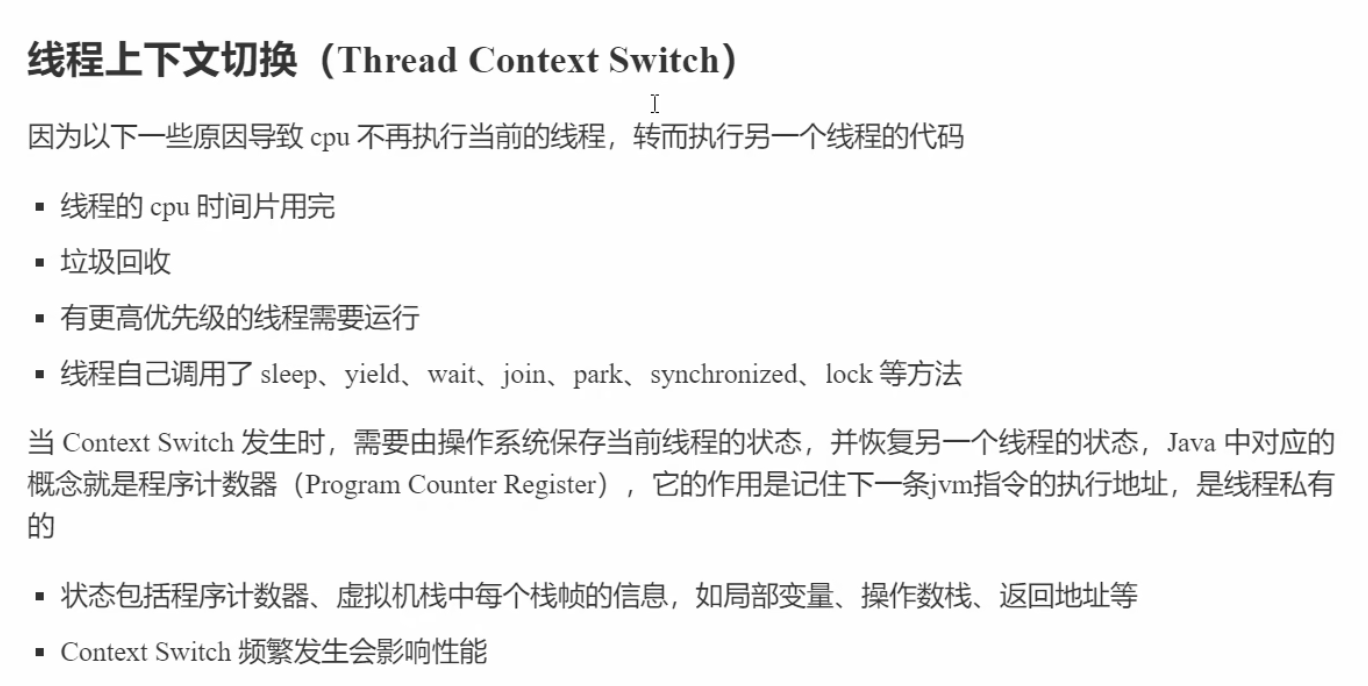 线程上下文切换（Thread Context Switch）
因为以下一些原因导致 cpu 不再执行当前的线程，转而执行另一个线程的代码
▪ 线程的 cpu 时间片用完
▪ 垃圾回收
▪ 有更高优先级的线程需要运行
▪ 线程自己调用了 sleep、yield、wait、join、park、synchronized、lock 等方法
当 Context Switch 发生时，需要由操作系统保存当前线程的状态，并恢复另一个线程的状态，Java 中对应的
概念就是程序计数器（Program Counter Register），它的作用是记住下一条jvm指令的执行地址，是线程私有
的
▪ 状态包括程序计数器、虚拟机栈中每个栈帧的信息，如局部变量、操作数栈、返回地址等
▪ Context Switch 频繁发生会影响性能